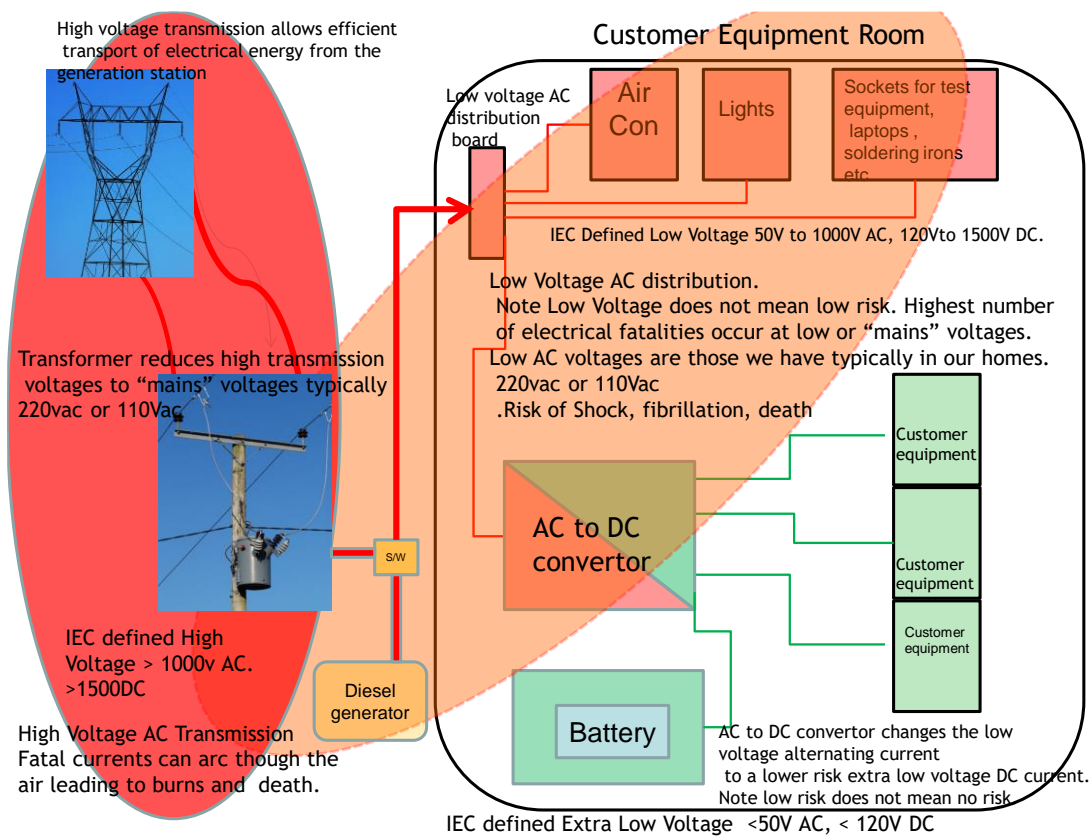 High voltage transmission allows efficient
transport of electrical energy from the
generation station
Customer Equipment Room
Low voltage AC
distribution
board
Air
Con
Lights
Sockets for test
equipment,
laptops ,
soldering irons
etc
IEC Defined Low Voltage 50V to 1000V AC, 120Vto 1500V DC.
Low Voltage AC distribution.
Note Low Voltage does not mean low risk. Highest number
of electrical fatalities occur at low or “mains” voltages.
Low AC voltages are those we have typically in our homes.
220vac or 110Vac
.Risk of Shock, fibrillation, death
Transformer reduces high transmission
voltages to “mains” voltages typically
220vac or 110Vac
S/W
AC to DC
convertor
Customer
equipment
Customer
equipment
Customer
equipment
IEC defined High
Voltage > 1000v AC.
>1500DC
Diesel
generator
Battery
High Voltage AC Transmission
Fatal currents can arc though the
air leading to burns and death.
AC to DC convertor changes the low
voltage alternating current
to a lower risk extra low voltage DC current.
Note low risk does not mean no risk
IEC defined Extra Low Voltage <50V AC, < 120V DC